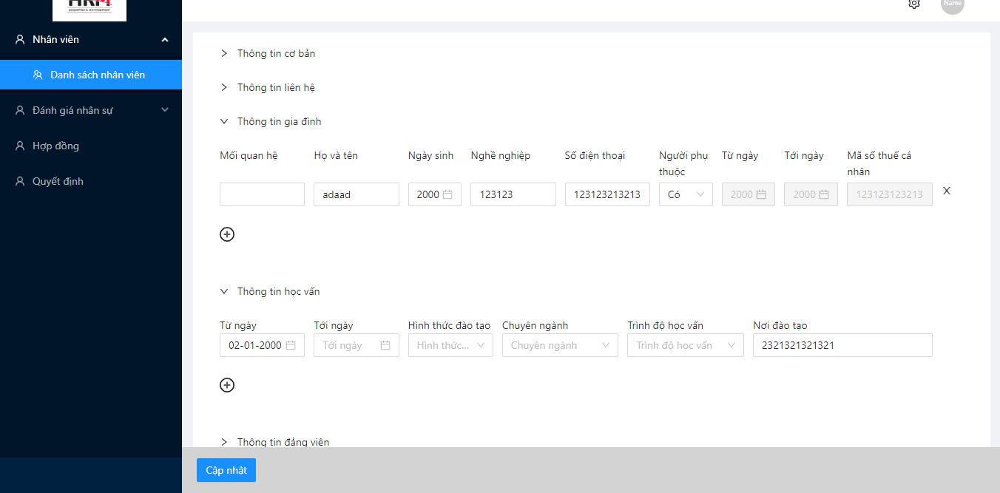 properties & development
Name
Nhân viên
Danh sách nhân viên
Đánh giá nhân sự
Hợp đồng
Quyết định
Thông tin cơ bản
Thông tin liên hệ
Thông tin gia đình
Mối quan hệ Họ và tên Ngày sinh Nghề nghiệp Số điện thoại Người phụ thuộc Từ ngày Tới ngày Mã số thuế cá nhân
adaad 2000 123123 123123213213 Có 2000 2000 123123123213 X
Thông tin học vấn
Từ ngày Tới ngày Hình thức đào tạo Chuyên ngành Trình độ học vấn Nơi đào tạo
02-01-2000 Tới ngày Hình thức... Chuyên ngành Trình độ học vấn 2321321321321
Thông tin đảng viên
Cập nhật